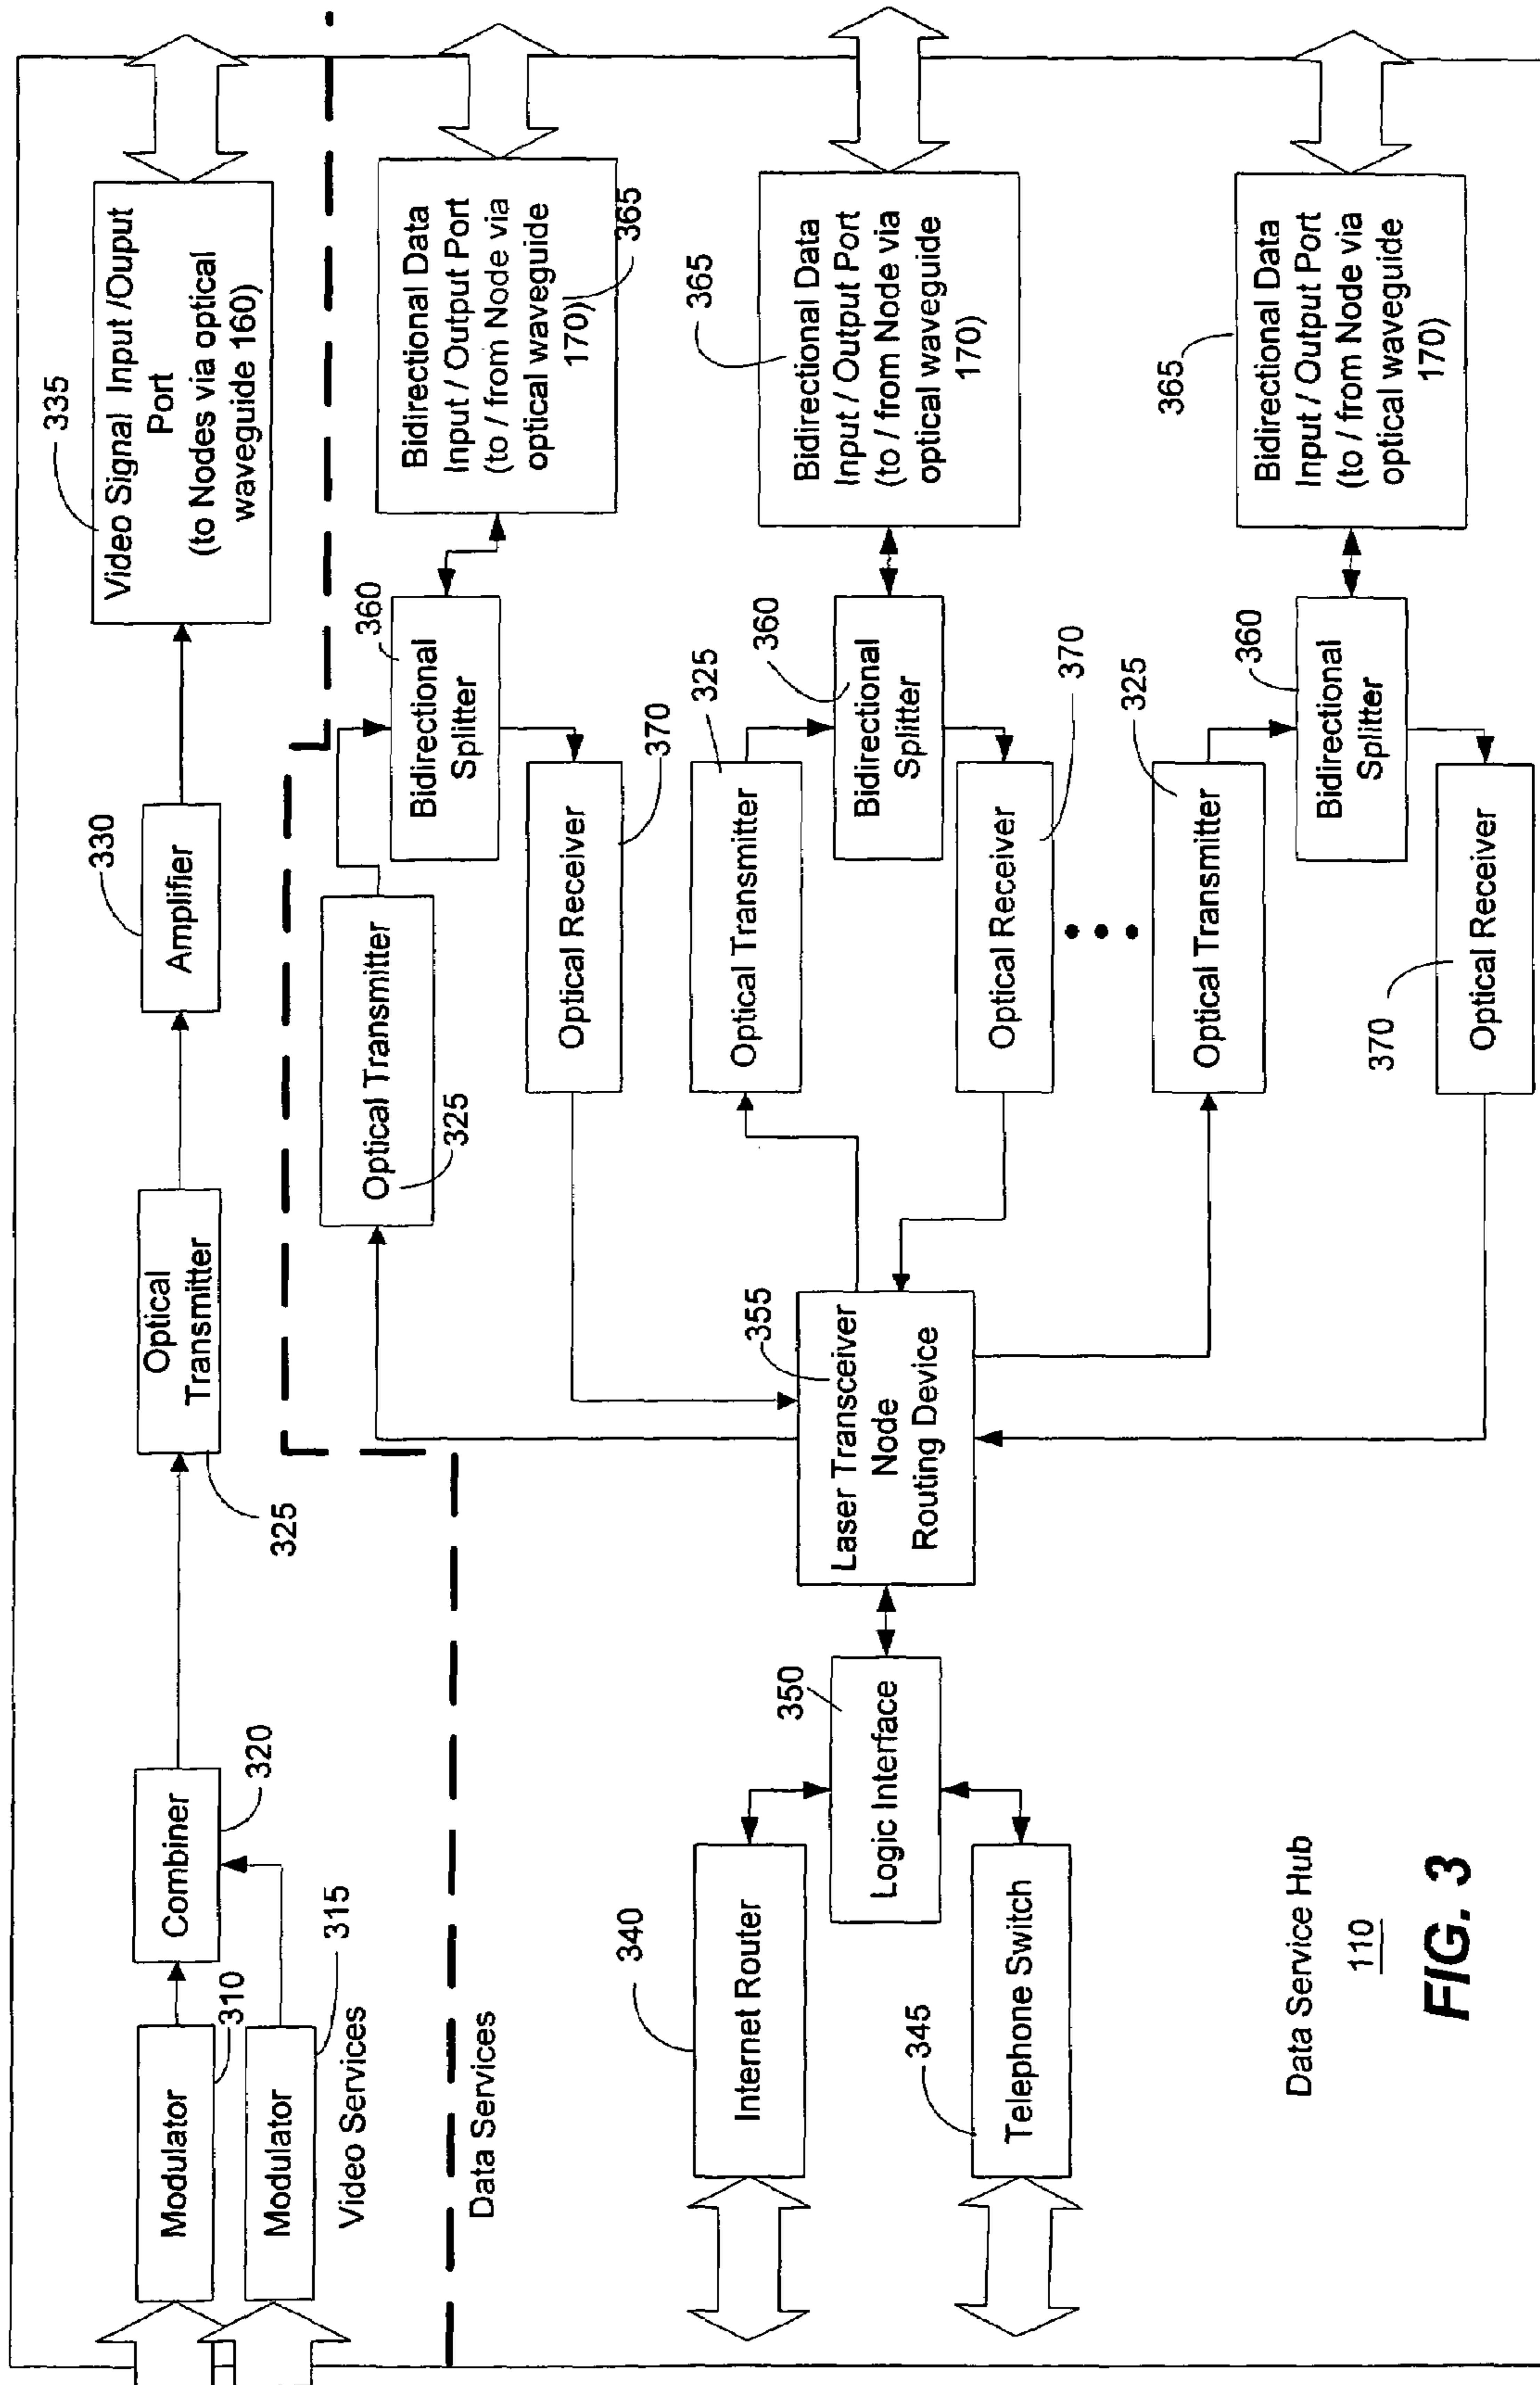 335
Video Signal Input /Ouput
Port
(to Nodes via optical
waveguide 160)
330
Amplifier
Optical
Transmitter
325
Combiner
320
Modulator
310
Modulator
315
Video Services
Data Services
Bidirectional Data
Input / Output Port
(to / from Node via
optical waveguide
170)
365
360
Bidirectional
Splitter
Optical Transmitter
325
Optical Receiver
370
Bidirectional Data
Input / Output Port
(to / from Node via
optical waveguide
170)
365
360
Bidirectional
Splitter
325
Optical Transmitter
Optical Receiver
370
Bidirectional Data
Input / Output Port
(to / from Node via
optical waveguide
170)
365
360
Bidirectional
Splitter
325
Optical Transmitter
Optical Receiver
370
355
Laser Transceiver
Node
Routing Device
350
Logic Interface
340
Internet Router
345
Telephone Switch
Data Service Hub
110
FIG. 3